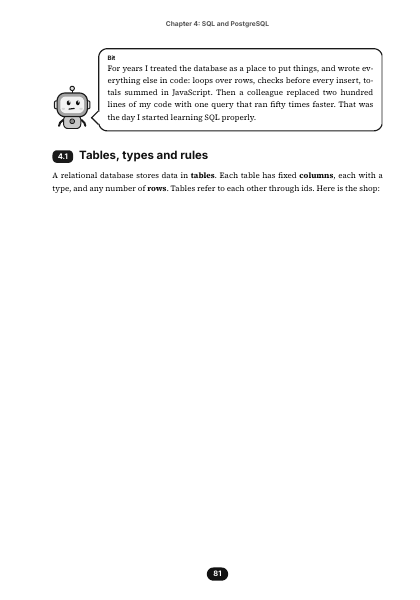 Chapter 4: SQL and PostgreSQL
Bit
For years I treated the database as a place to put things, and wrote ev-
erything else in code: loops over rows, checks before every insert, to-
tals summed in JavaScript. Then a colleague replaced two hundred
lines of my code with one query that ran fifty times faster. That was
the day I started learning SQL properly.
4.1 Tables, types and rules
A relational database stores data in tables. Each table has fixed columns, each with a
type, and any number of rows. Tables refer to each other through ids. Here is the shop:
81